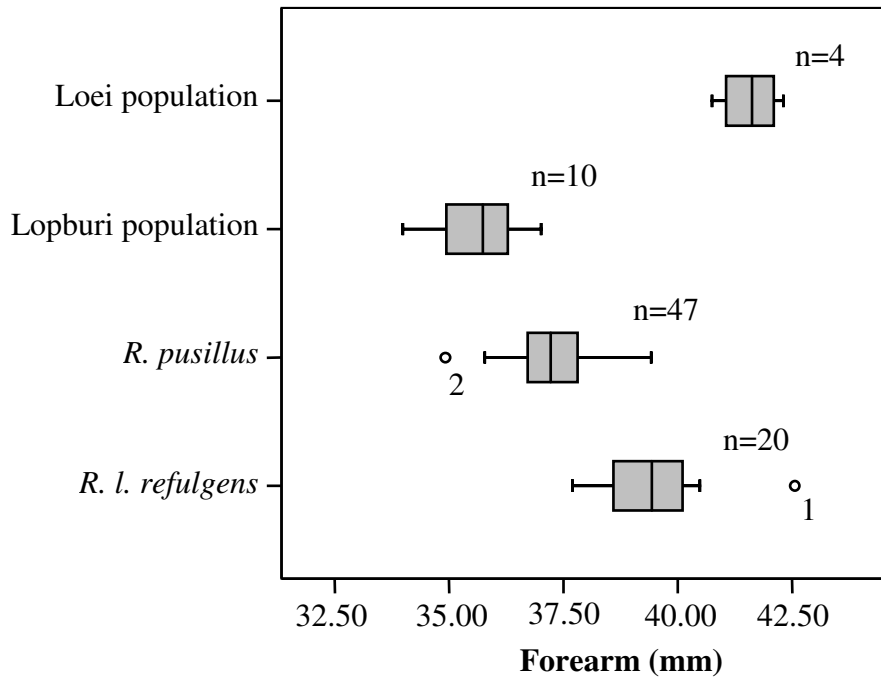 n=4
Loei population
n=10
Lopburi population
n=47
R. pusillus
2
n=20
R. l. refulgens
1
32.50 35.00 37.50 40.00 42.50
Forearm (mm)